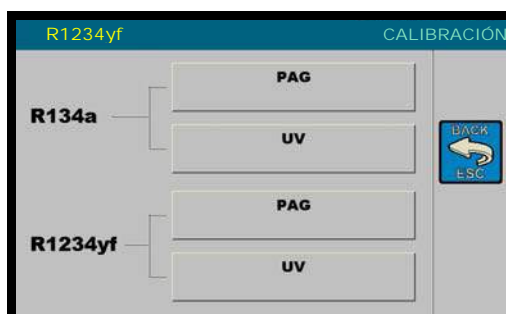 R1234yf CALIBRACIÓN
PAG
R134a
UV
BACK
ESC
PAG
R1234yf
UV